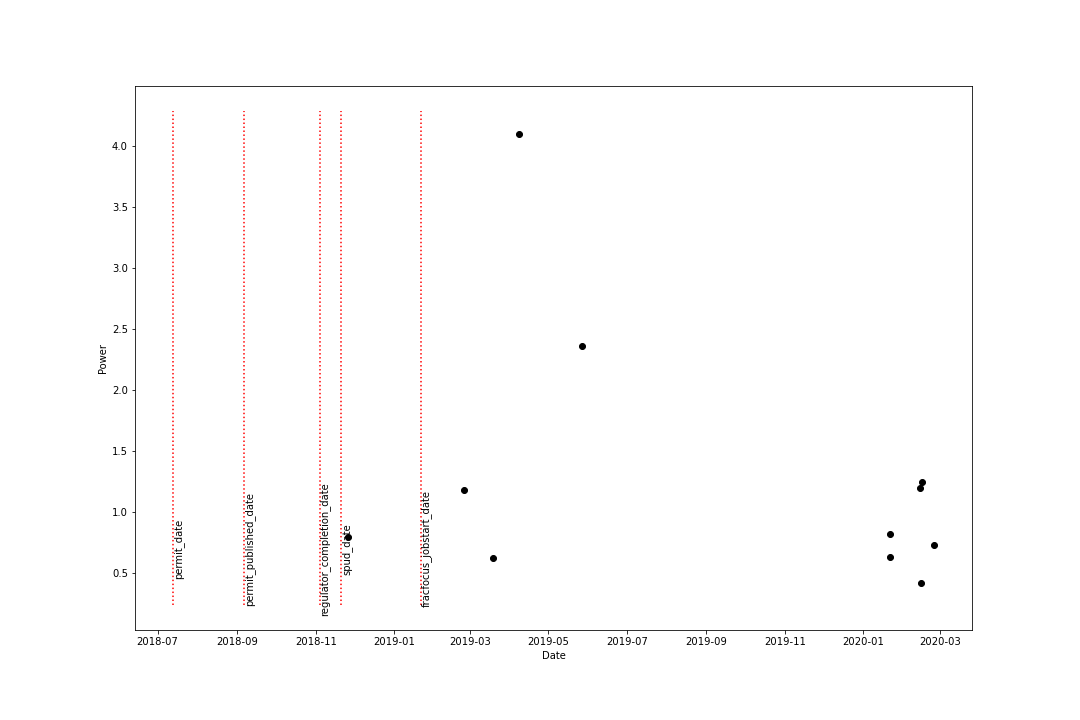 4.0
3.5
3.0
2.5
2.0
1.5
1.0
0.5
Power
permit_date
permit_published_date
regulator_completion_date
spud_date
fracfocus_jobstart_date
2018-07 2018-09 2018-11 2019-01 2019-03 2019-05 2019-07 2019-09 2019-11 2020-01 2020-03
Date